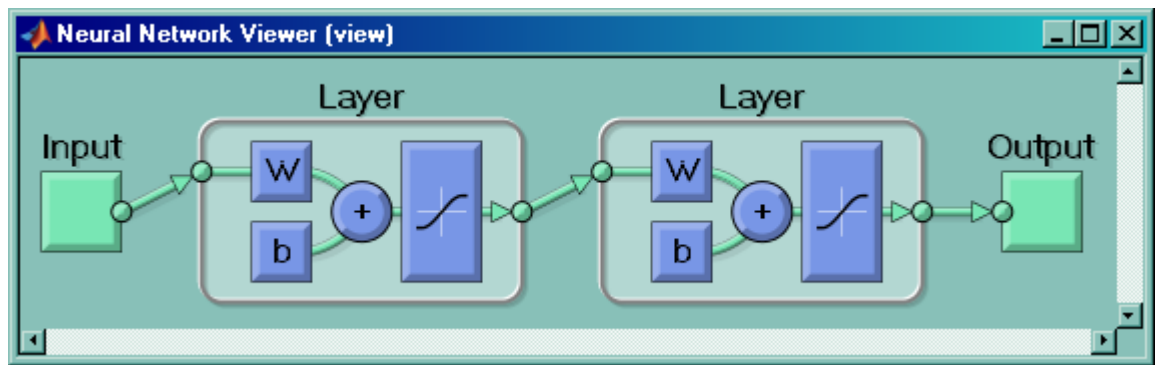 Neural Network Viewer (view)
Layer
Layer
Input
Output
W
+
b
W
+
b